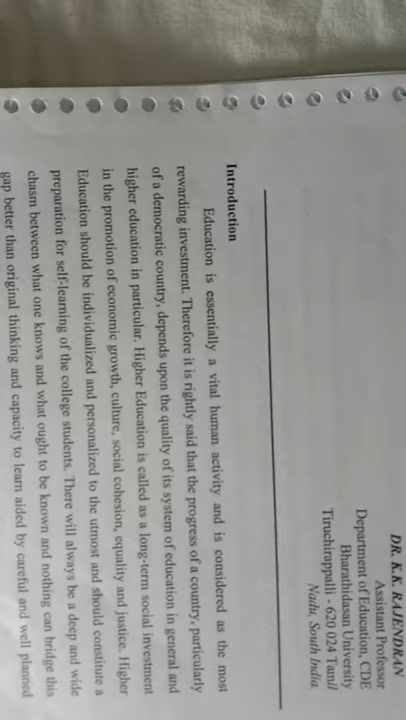 DR. K.K. RAJENDRAN
Assistant Professor
Department of Education, CDE
Bharathidasan University
Tiruchirappalli - 620 024 Tamil
Nadu, South India.
Introduction
Education is essentially a vital human activity and is considered as the most
rewarding investment. Therefore it is rightly said that the progress of a country, particularly
of a democratic country, depends upon the quality of its system of education in general and
higher education in particular. Higher Education is called as a long-term social investment
in the promotion of economic growth, culture, social cohesion, equality and justice. Higher
Education should be individualized and personalized to the utmost and should constitute a
preparation for self-learning of the college students. There will always be a deep and wide
chasm between what one knows and what ought to be known and nothing can bridge this
gap better than original thinking and capacity to learn aided by careful and well planned